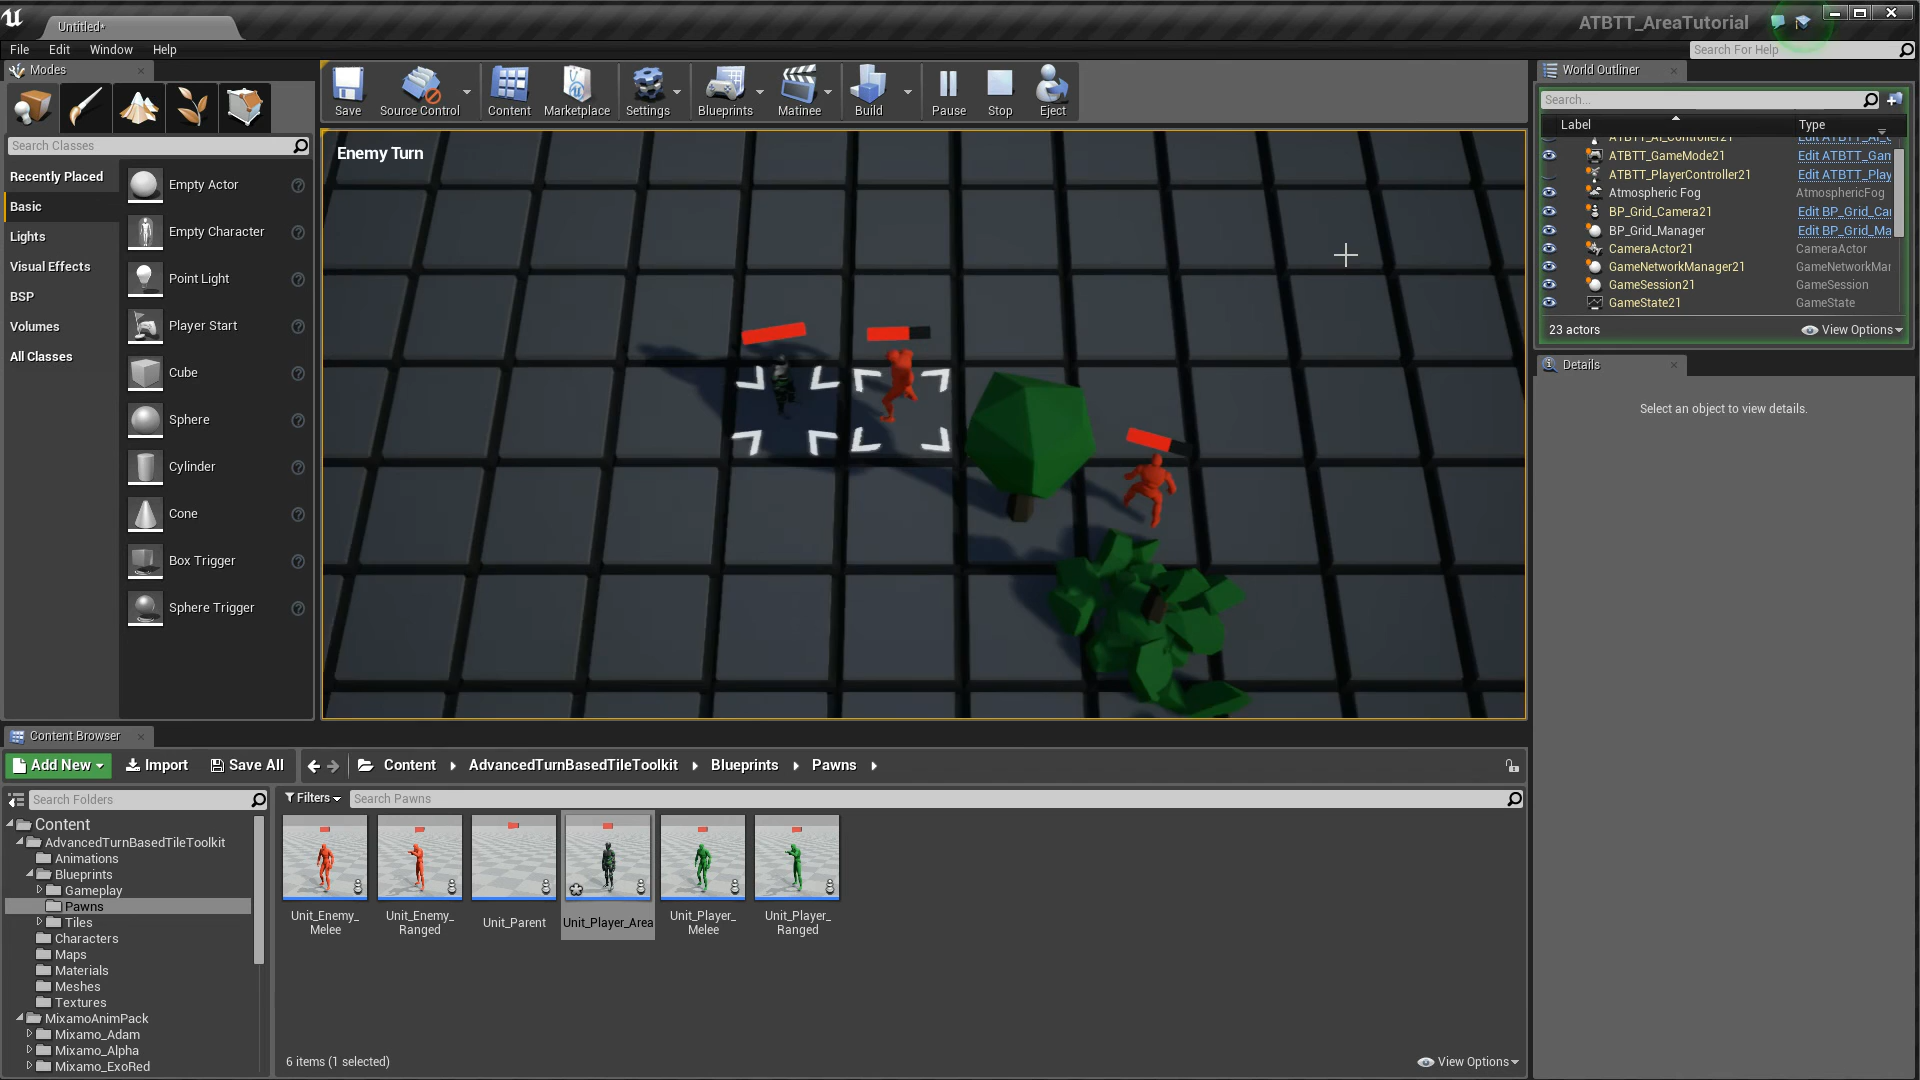 Untitled*
ATBTT_AreaTutorial
File Edit Window Help
Search For Help
Modes
Search Classes
Recently Placed
Basic
Lights
Visual Effects
BSP
Volumes
All Classes
Empty Actor
Empty Character
Point Light
Player Start
Cube
Sphere
Cylinder
Cone
Box Trigger
Sphere Trigger
Save
Source Control
Content
Marketplace
Settings
Blueprints
Matinee
Build
Pause
Stop
Eject
Enemy Turn
World Outliner
Search...
Label Type
ATBTT_AI_Controller21 Edit ATBTT_AI_C
ATBTT_GameMode21 Edit ATBTT_Gan
ATBTT_PlayerController21 Edit ATBTT_Play
Atmospheric Fog AtmosphericFog
BP_Grid_Camera21 Edit BP_Grid_Cai
BP_Grid_Manager Edit BP_Grid_Ma
CameraActor21 CameraActor
GameNetworkManager21 GameNetworkMar
GameSession21 GameSession
GameState21 GameState
23 actors View Options
Details
Select an object to view details.
Content Browser
Add New Import Save All Content AdvancedTurnBasedTileToolkit Blueprints Pawns
Search Folders
Content
AdvancedTurnBasedTileToolkit
Animations
Blueprints
Gameplay
Pawns
Tiles
Characters
Maps
Materials
Meshes
Textures
MixamoAnimPack
Mixamo_Adam
Mixamo_Alpha
Mixamo_ExoRed
Filters Search Pawns
Unit_Enemy_
Melee
Unit_Enemy_
Ranged
Unit_Parent
Unit_Player_Area
Unit_Player_
Melee
Unit_Player_
Ranged
6 items (1 selected) View Options